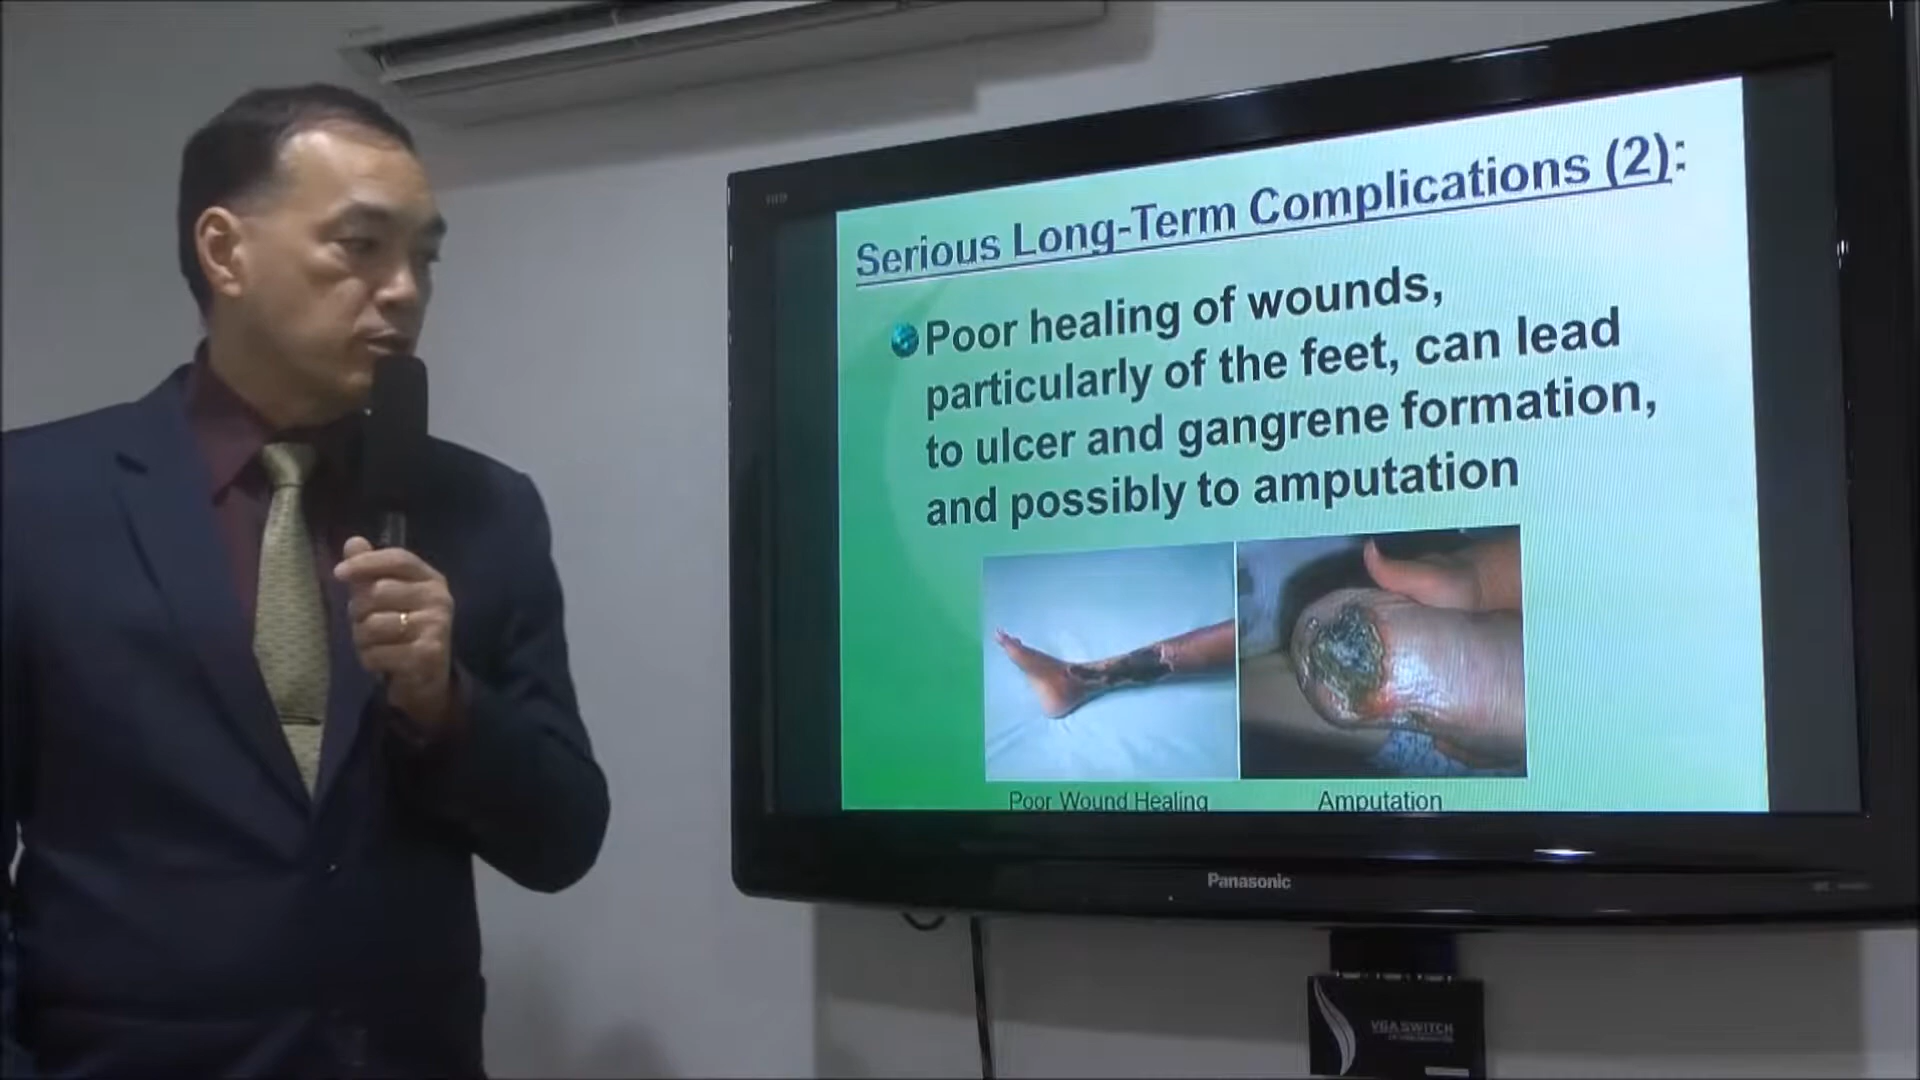 Serious Long-Term Complications (2):
Poor healing of wounds,
particularly of the feet, can lead
to ulcer and gangrene formation,
and possibly to amputation
Poor Wound Healing
Amputation
Panasonic
VGA SWITCH